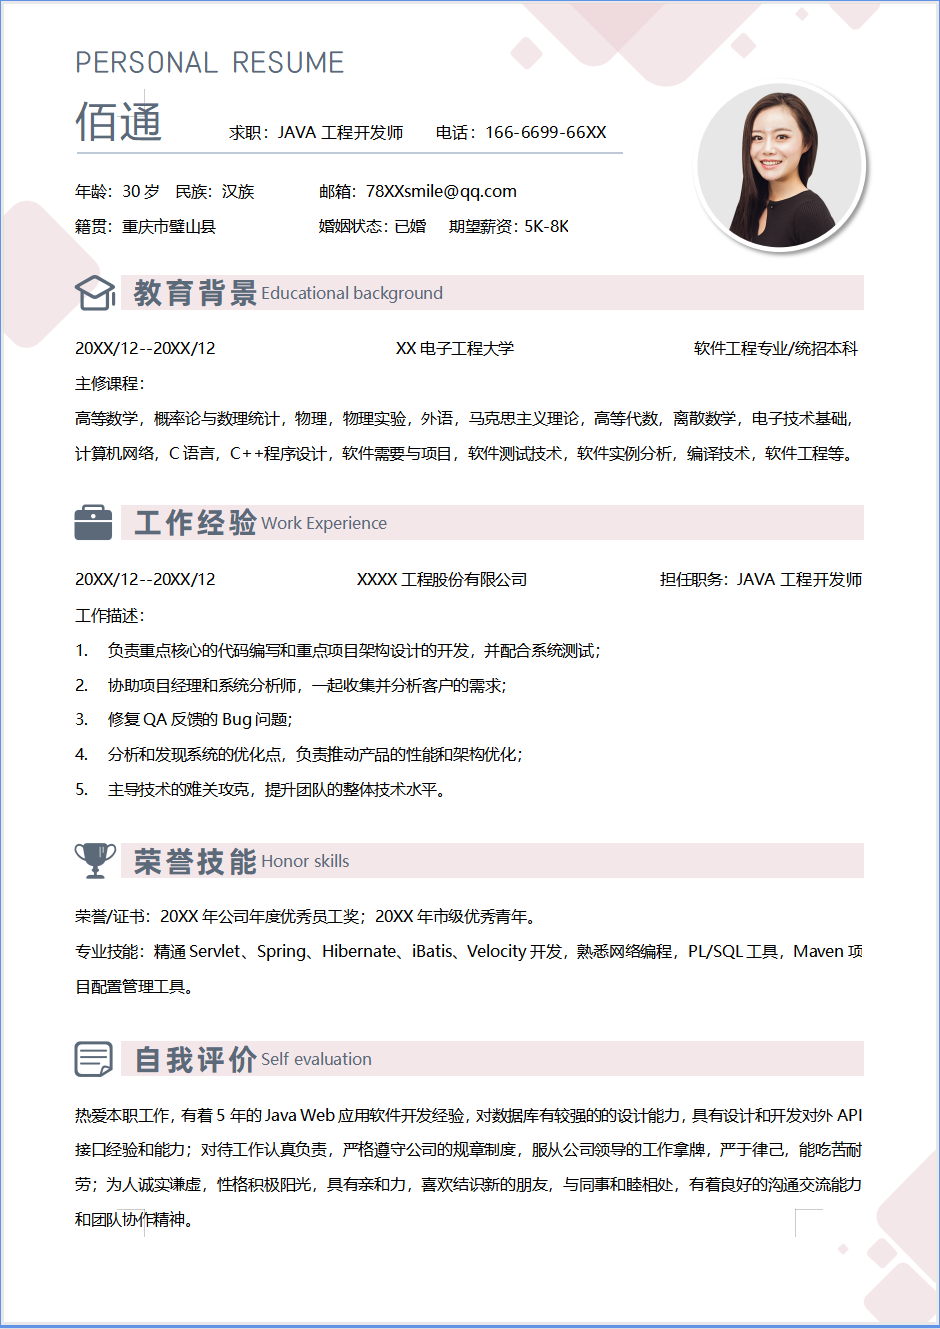 PERSONAL RESUME
佰通
求职：JAVA 工程开发师 电话：166-6699-66XX
年龄：30 岁 民族：汉族 邮箱：78XXsmile@qq.com
籍贯：重庆市璧山县 婚姻状态：已婚 期望薪资：5K-8K
教育背景 Educational background
20XX/12--20XX/12 XX 电子工程大学 软件工程专业/统招本科
主修课程：
高等数学，概率论与数理统计，物理，物理实验，外语，马克思主义理论，高等代数，离散数学，电子技术基础，
计算机网络，C 语言，C++程序设计，软件需要与项目，软件测试技术，软件实例分析，编译技术，软件工程等。
工作经验 Work Experience
20XX/12--20XX/12 XXXX 工程股份有限公司 担任职务：JAVA 工程开发师
工作描述：
1. 负责重点核心的代码编写和重点项目架构设计的开发，并配合系统测试；
2. 协助项目经理和系统分析师，一起收集并分析客户的需求；
3. 修复 QA 反馈的 Bug 问题；
4. 分析和发现系统的优化点，负责推动产品的性能和架构优化；
5. 主导技术的难关攻克，提升团队的整体技术水平。
荣誉技能 Honor skills
荣誉/证书：20XX 年公司年度优秀员工奖；20XX 年市级优秀青年。
专业技能：精通 Servlet、Spring、Hibernate、iBatis、Velocity 开发，熟悉网络编程，PL/SQL 工具，Maven 项
目配置管理工具。
自我评价 Self evaluation
热爱本职工作，有着 5 年的 Java Web 应用软件开发经验，对数据库有较强的的设计能力，具有设计和开发对外 API
接口经验和能力；对待工作认真负责，严格遵守公司的规章制度，服从公司领导的工作拿牌，严于律己，能吃苦耐
劳；为人诚实谦虚，性格积极阳光，具有亲和力，喜欢结识新的朋友，与同事和睦相处，有着良好的沟通交流能力
和团队协作精神。